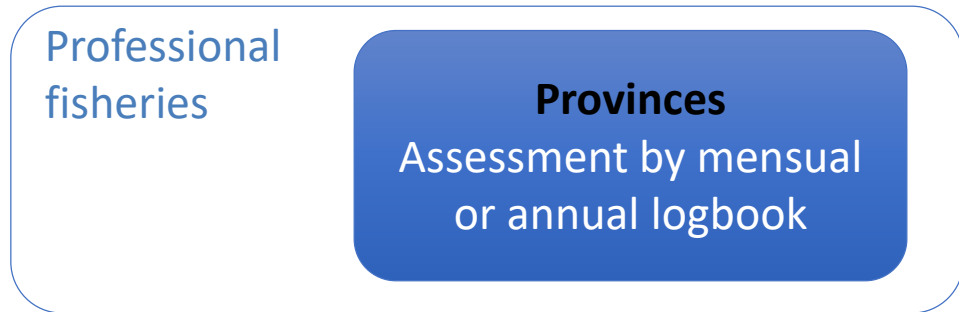 Professional
fisheries
Provinces
Assessment by mensual
or annual logbook